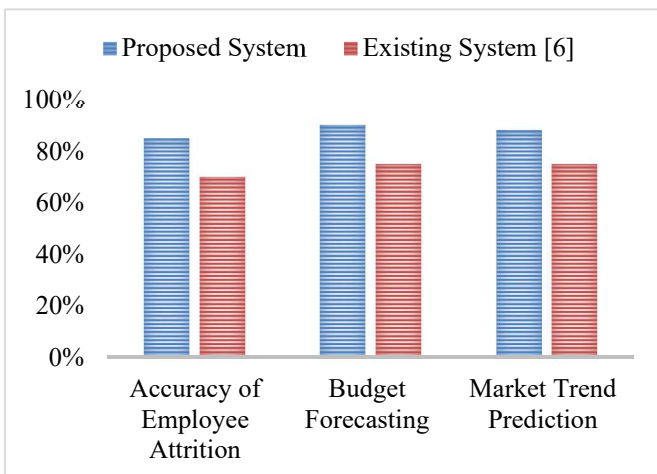 Proposed System Existing System [6]
100%
80%
60%
40%
20%
0%
Accuracy of Employee Attrition
Budget Forecasting
Market Trend Prediction